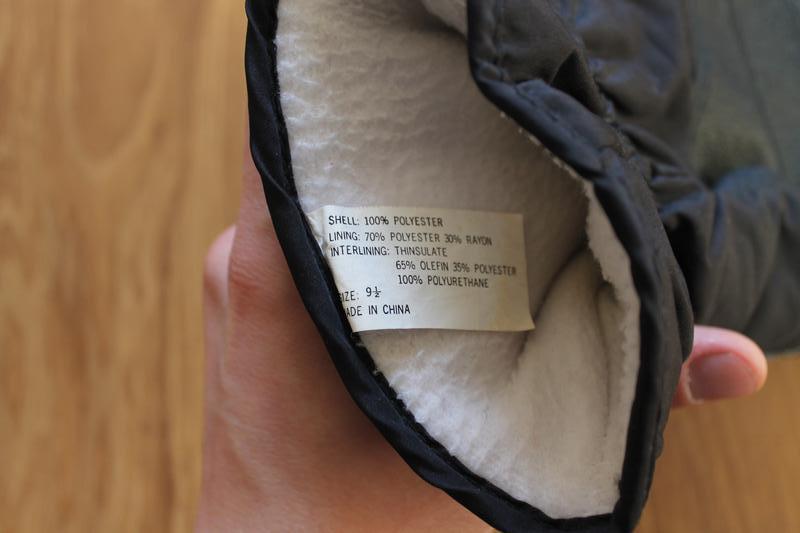 SHELL: 100% POLYESTER
LINING: 70% POLYESTER 30% RAYON
INTERLINING: THINSULATE
65% OLEFIN 35% POLYESTER
100% POLYURETHANE
IZE: 9½
ADE IN CHINA